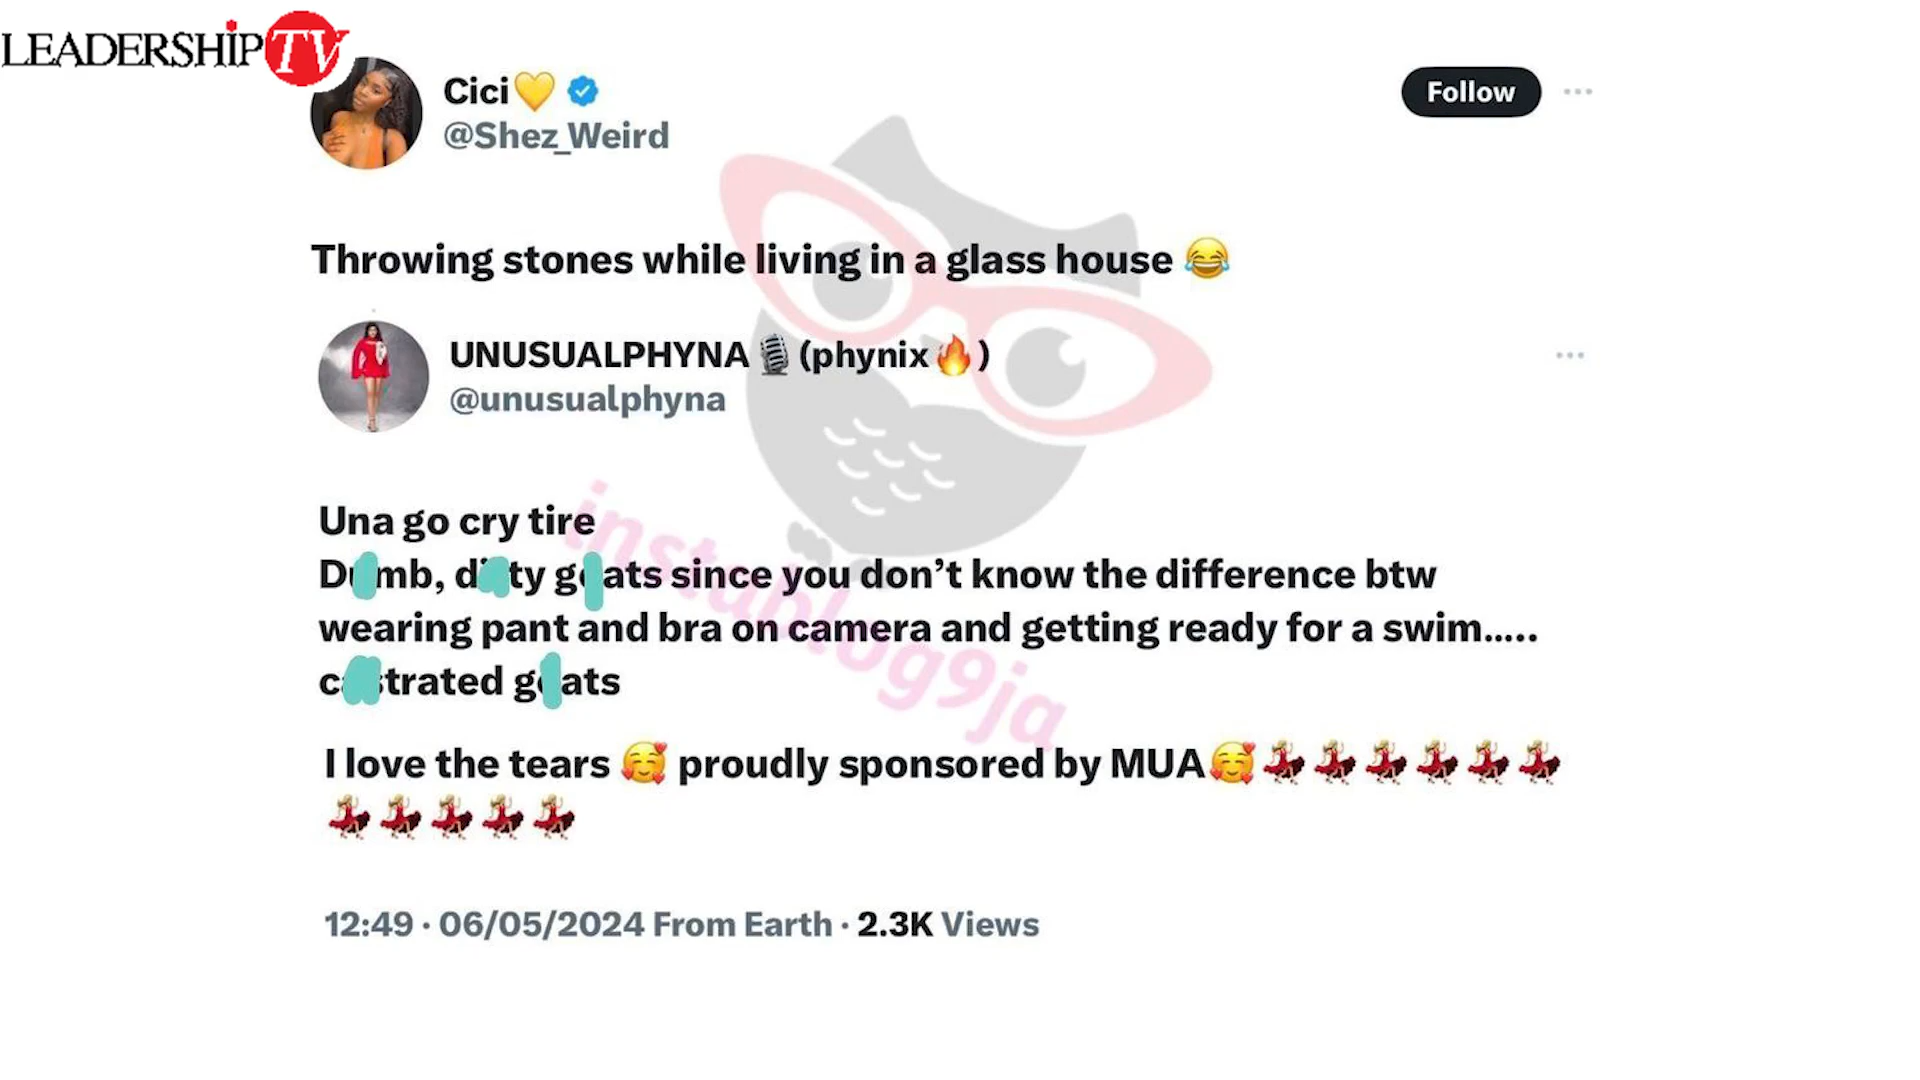 LEADERSHIP TV
Cici💛
@Shez_Weird
Follow
Throwing stones while living in a glass house 😂
UNUSUALPHYNA🎙(phynix🔥)
@unusualphyna
Una go cry tire
D mb, d ty g ats since you don't know the difference btw
wearing pant and bra on camera and getting ready for a swim.....
c trated g ats
I love the tears 🥰 proudly sponsored by MUA🥰💃💃💃💃💃💃
💃💃💃💃💃
12:49 · 06/05/2024 From Earth · 2.3K Views
instablog9ja